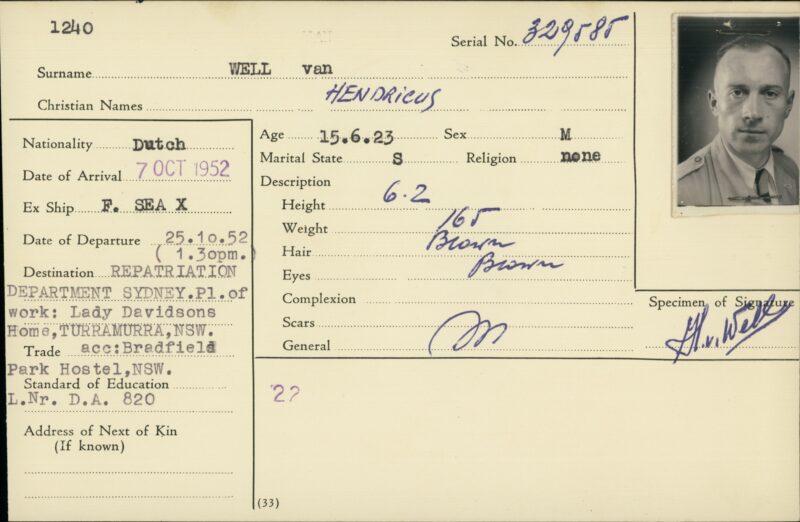 1240
Serial No. 329585
Surname WELL van
Christian Names HENDRICUS
Nationality Dutch
Date of Arrival 7 OCT 1952
Ex Ship F. SEA X
Date of Departure 25.10.52
( 1.30pm. )
Destination REPATRIATION
DEPARTMENT SYDNEY.Pl.of
work: Lady Davidsons
Home,TURRAMURRA,NSW.
Trade acc:Bradfield
Park Hostel,NSW.
Standard of Education
L.Nr. D.A. 820
Address of Next of Kin
(If known)
Age 15.6.23 Sex M
Marital State S Religion none
Description
Height 6.2
Weight 165
Hair Brown
Eyes Brown
Complexion
Scars
General
Specimen of Signature
H.v.Well
22
(33)